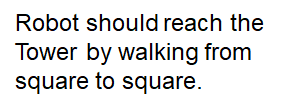 Robot should reach the
Tower by walking from
square to square.